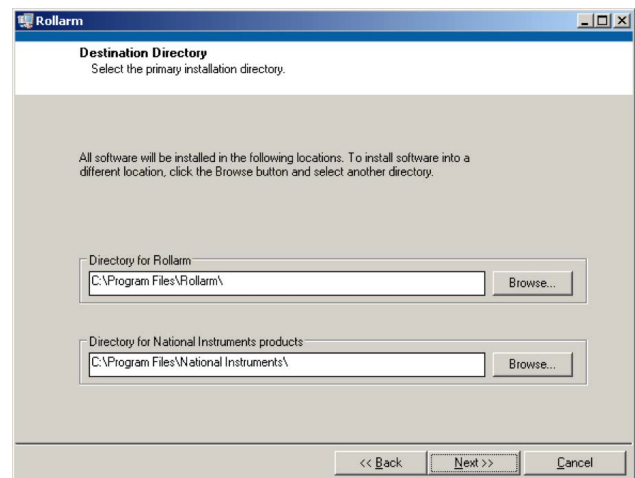 Rollarm
Destination Directory
Select the primary installation directory.
All software will be installed in the following locations. To install software into a
different location, click the Browse button and select another directory.
Directory for Rollarm
C:\Program Files\Rollarm\
Browse...
Directory for National Instruments products
C:\Program Files\National Instruments\
Browse...
<< Back
Next >>
Cancel